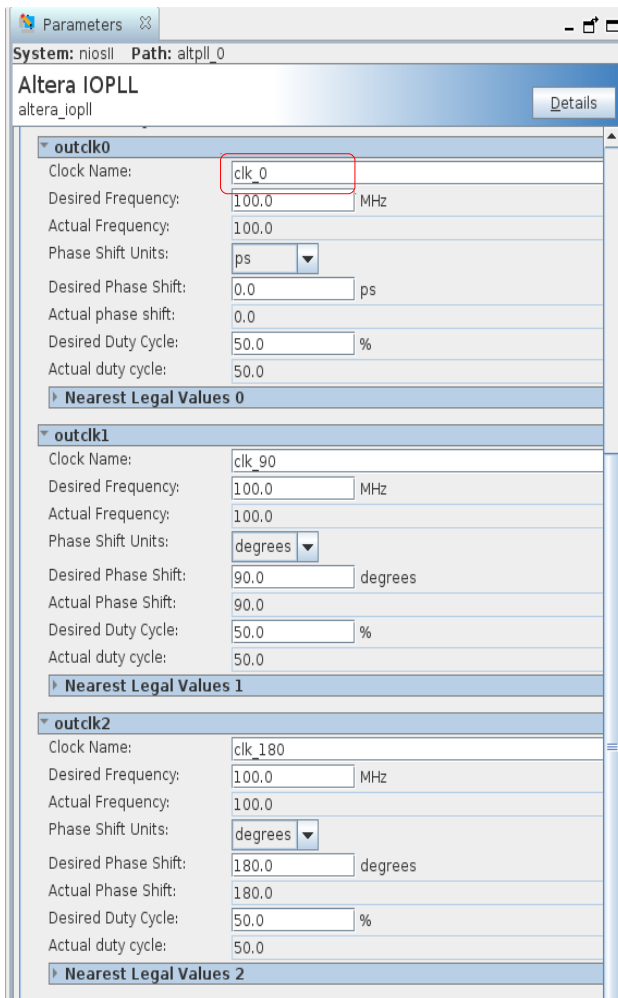 Parameters
System: niosII Path: altpll_0
Altera IOPLL
altera_iopll
Details
outclk0
Clock Name: clk_0
Desired Frequency: 100.0 MHz
Actual Frequency: 100.0
Phase Shift Units: ps
Desired Phase Shift: 0.0 ps
Actual phase shift: 0.0
Desired Duty Cycle: 50.0 %
Actual duty cycle: 50.0
Nearest Legal Values 0
outclk1
Clock Name: clk_90
Desired Frequency: 100.0 MHz
Actual Frequency: 100.0
Phase Shift Units: degrees
Desired Phase Shift: 90.0 degrees
Actual Phase Shift: 90.0
Desired Duty Cycle: 50.0 %
Actual duty cycle: 50.0
Nearest Legal Values 1
outclk2
Clock Name: clk_180
Desired Frequency: 100.0 MHz
Actual Frequency: 100.0
Phase Shift Units: degrees
Desired Phase Shift: 180.0 degrees
Actual Phase Shift: 180.0
Desired Duty Cycle: 50.0 %
Actual duty cycle: 50.0
Nearest Legal Values 2